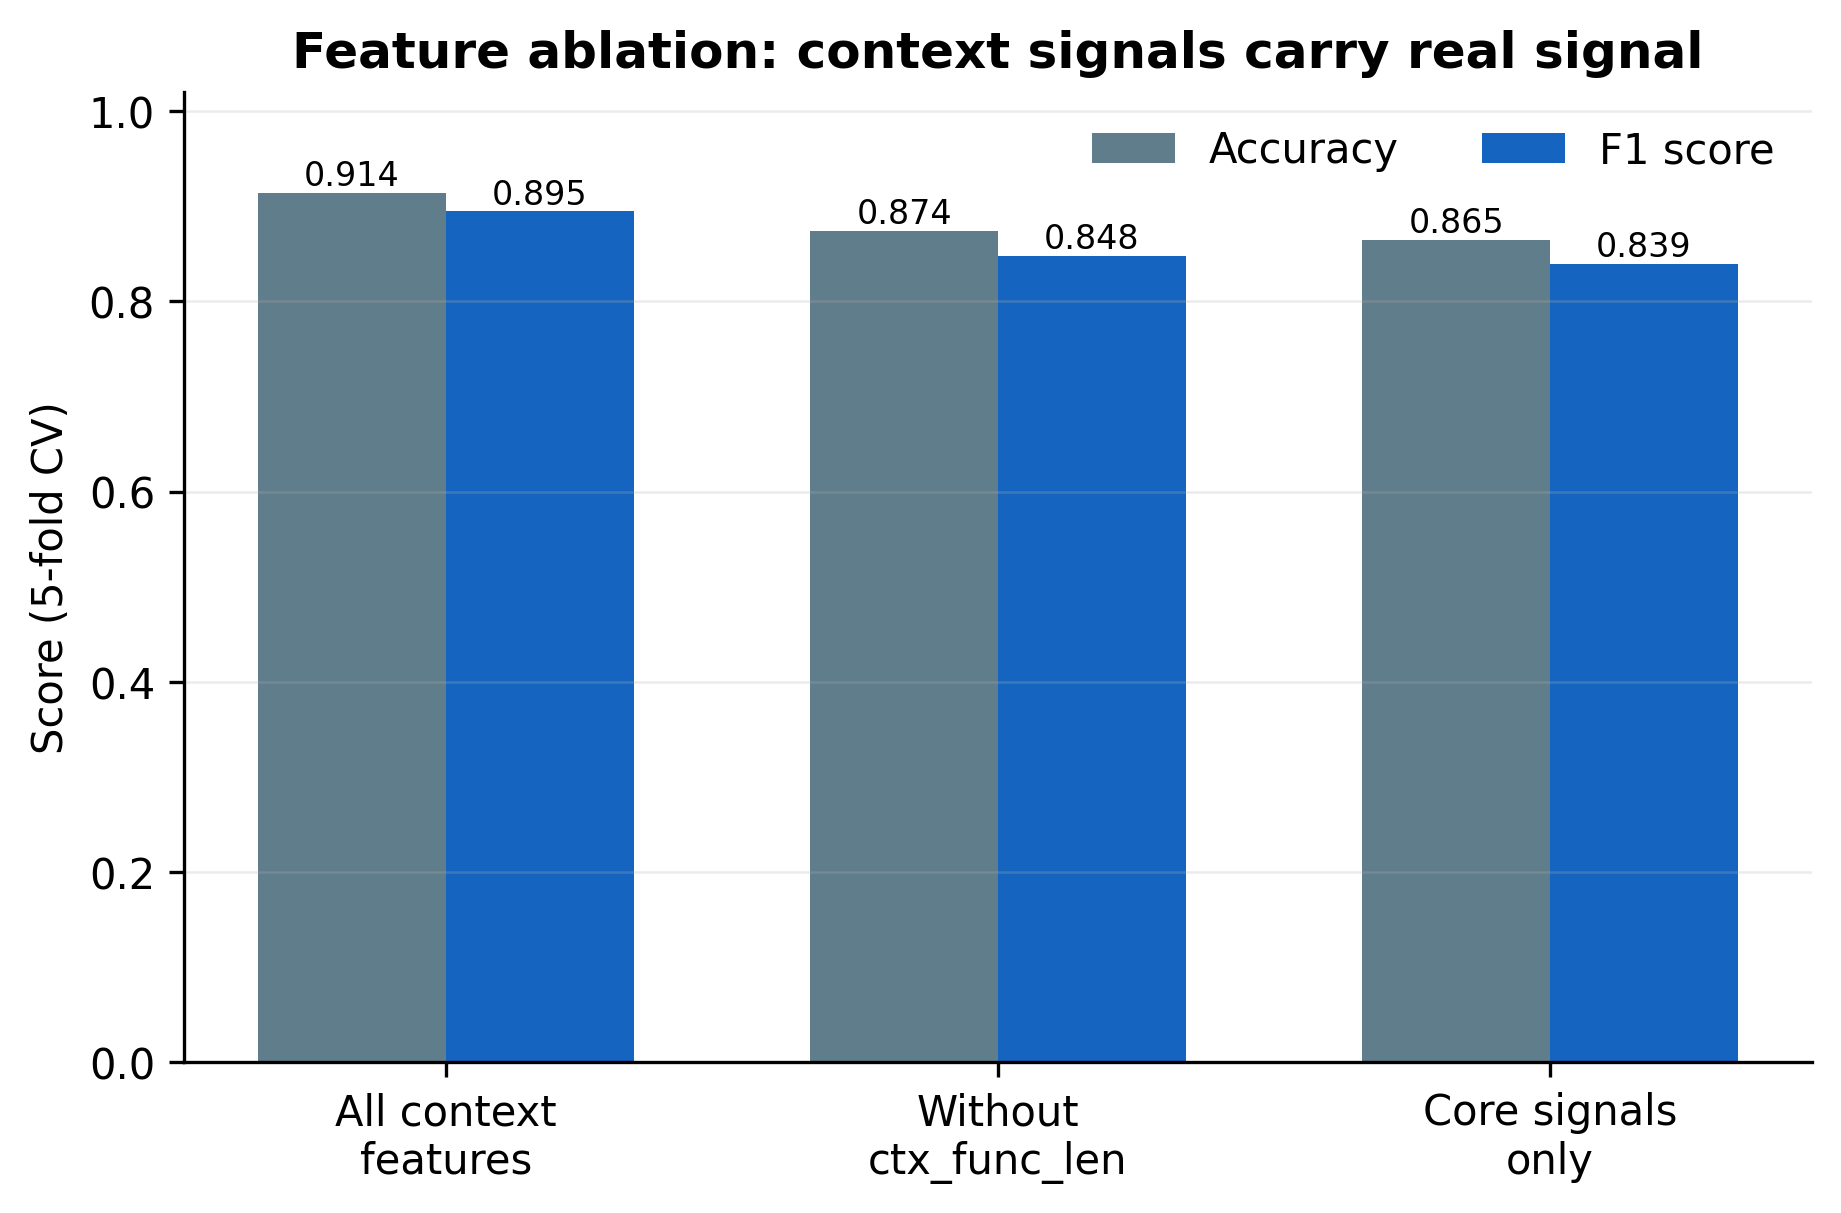 Feature ablation: context signals carry real signal
Accuracy
F1 score
Score (5-fold CV)
1.0
0.8
0.6
0.4
0.2
0.0
0.914
0.895
0.874
0.848
0.865
0.839
All context
features
Without
ctx_func_len
Core signals
only